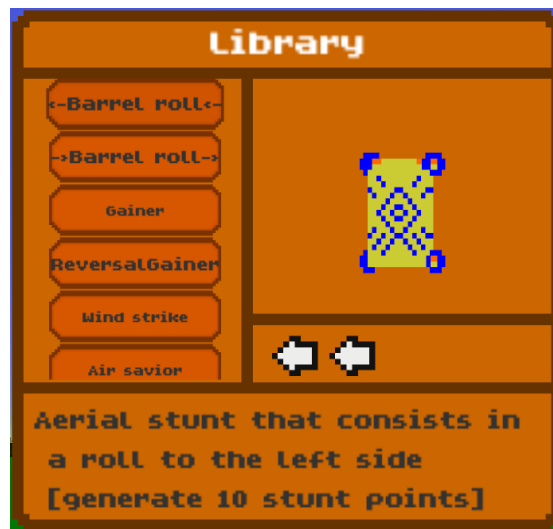 Library
<-Barrel roll<-
->Barrel roll->
Gainer
ReversalGainer
Wind strike
Air savior
Aerial stunt that consists in
a roll to the left side
[generate 10 stunt points]